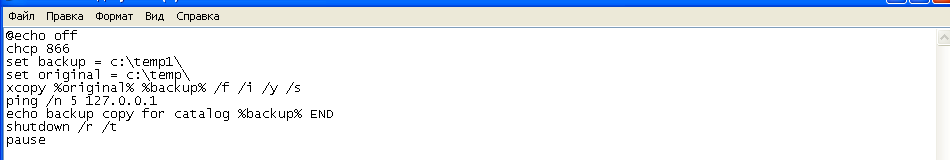 Файл Правка Формат Вид Справка
@echo off
chcp 866
set backup = c:\temp1\
set original = c:\temp\
xcopy %original% %backup% /f /i /y /s
ping /n 5 127.0.0.1
echo backup copy for catalog %backup% END
shutdown /r /t
pause